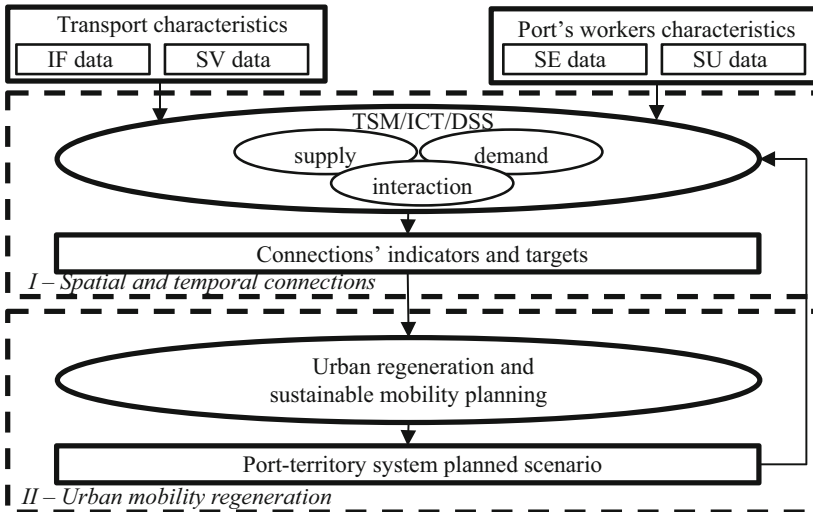 Transport characteristics
IF data
SV data
Port's workers characteristics
SE data
SU data
TSM/ICT/DSS
supply
demand
interaction
Connections' indicators and targets
I – Spatial and temporal connections
Urban regeneration and
sustainable mobility planning
Port-territory system planned scenario
II – Urban mobility regeneration